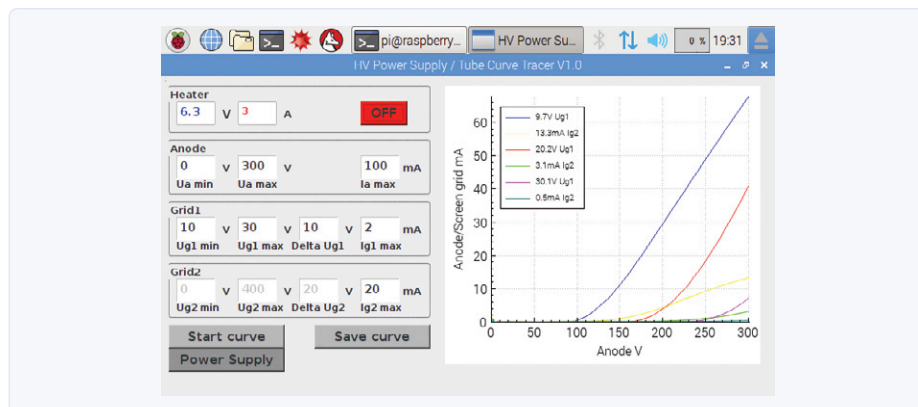 pi@raspberry_... HV Power Su... 0 % 19:31
HV Power Supply / Tube Curve Tracer V1.0
Heater
6.3 V 3 A OFF
Anode
0 V 300 V 100 mA
Ua min Ua max Ia max
Grid1
10 V 30 V 10 V 2 mA
Ug1 min Ug1 max Delta Ug1 Ig1 max
Grid2
0 V 400 V 20 V 20 mA
Ug2 min Ug2 max Delta Ug2 Ig2 max
Start curve Save curve
Power Supply
Anode/Screen grid mA
60
50
40
30
20
10
0
9.7V Ug1
13.3mA Ig2
20.2V Ug1
3.1mA Ig2
30.1V Ug1
0.6mA Ig2
0 50 100 150 200 250 300
Anode V